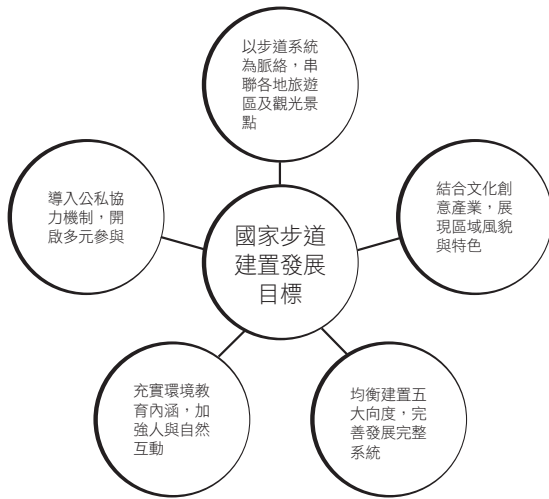 以步道系統
為脈絡，串
聯各地旅遊
區及觀光景
點
導入公私協
力機制，開
啟多元參與
國家步道
建置發展
目標
結合文化創
意產業，展
現區域風貌
與特色
充實環境教
育內涵，加
強人與自然
互動
均衡建置五
大向度，完
善發展完整
系統